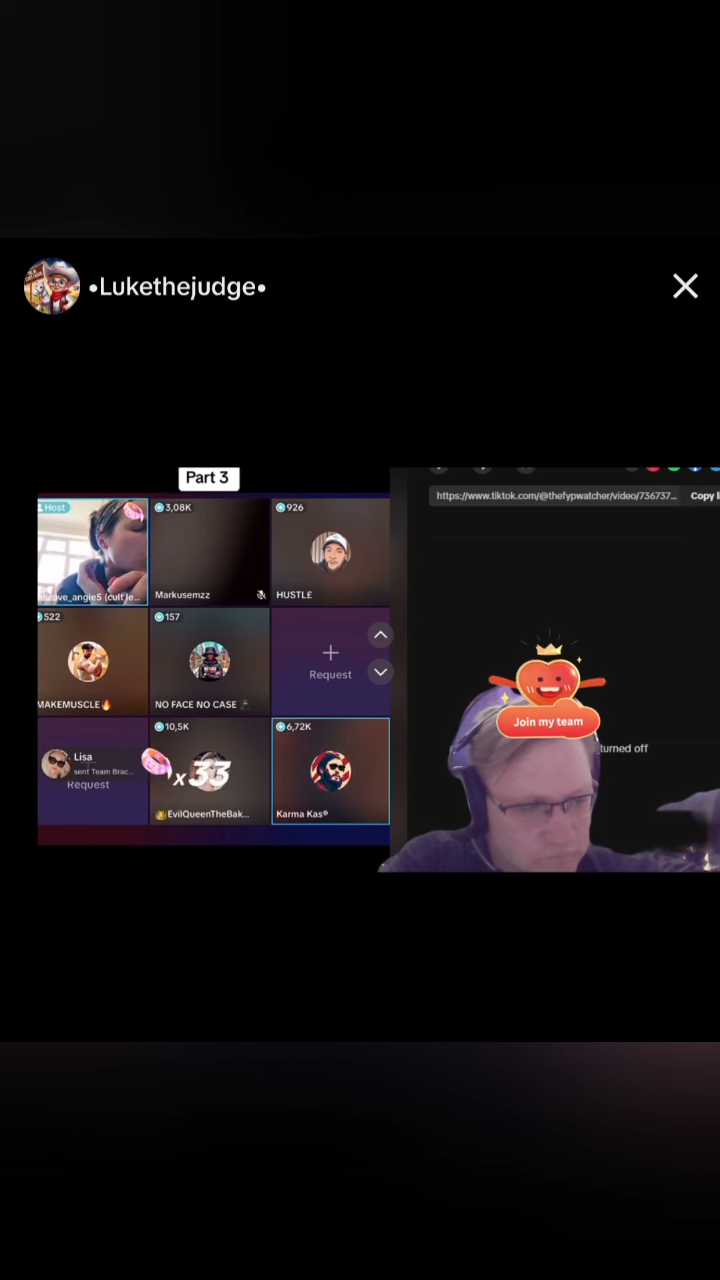 •Lukethejudge•
Part 3
https://www.tiktok.com/@thefypwatcher/video/736737...
Host
3,08K
926
Markusemzz
HUSTLE
522
157
MAKEMUSCLE🔥
NO FACE NO CASE
Request
Lisa
sent Team Brac...
Request
10,5K
x33
6,72K
👑EvilQueenTheBak...
Karma Kas®
Join my team
turned off